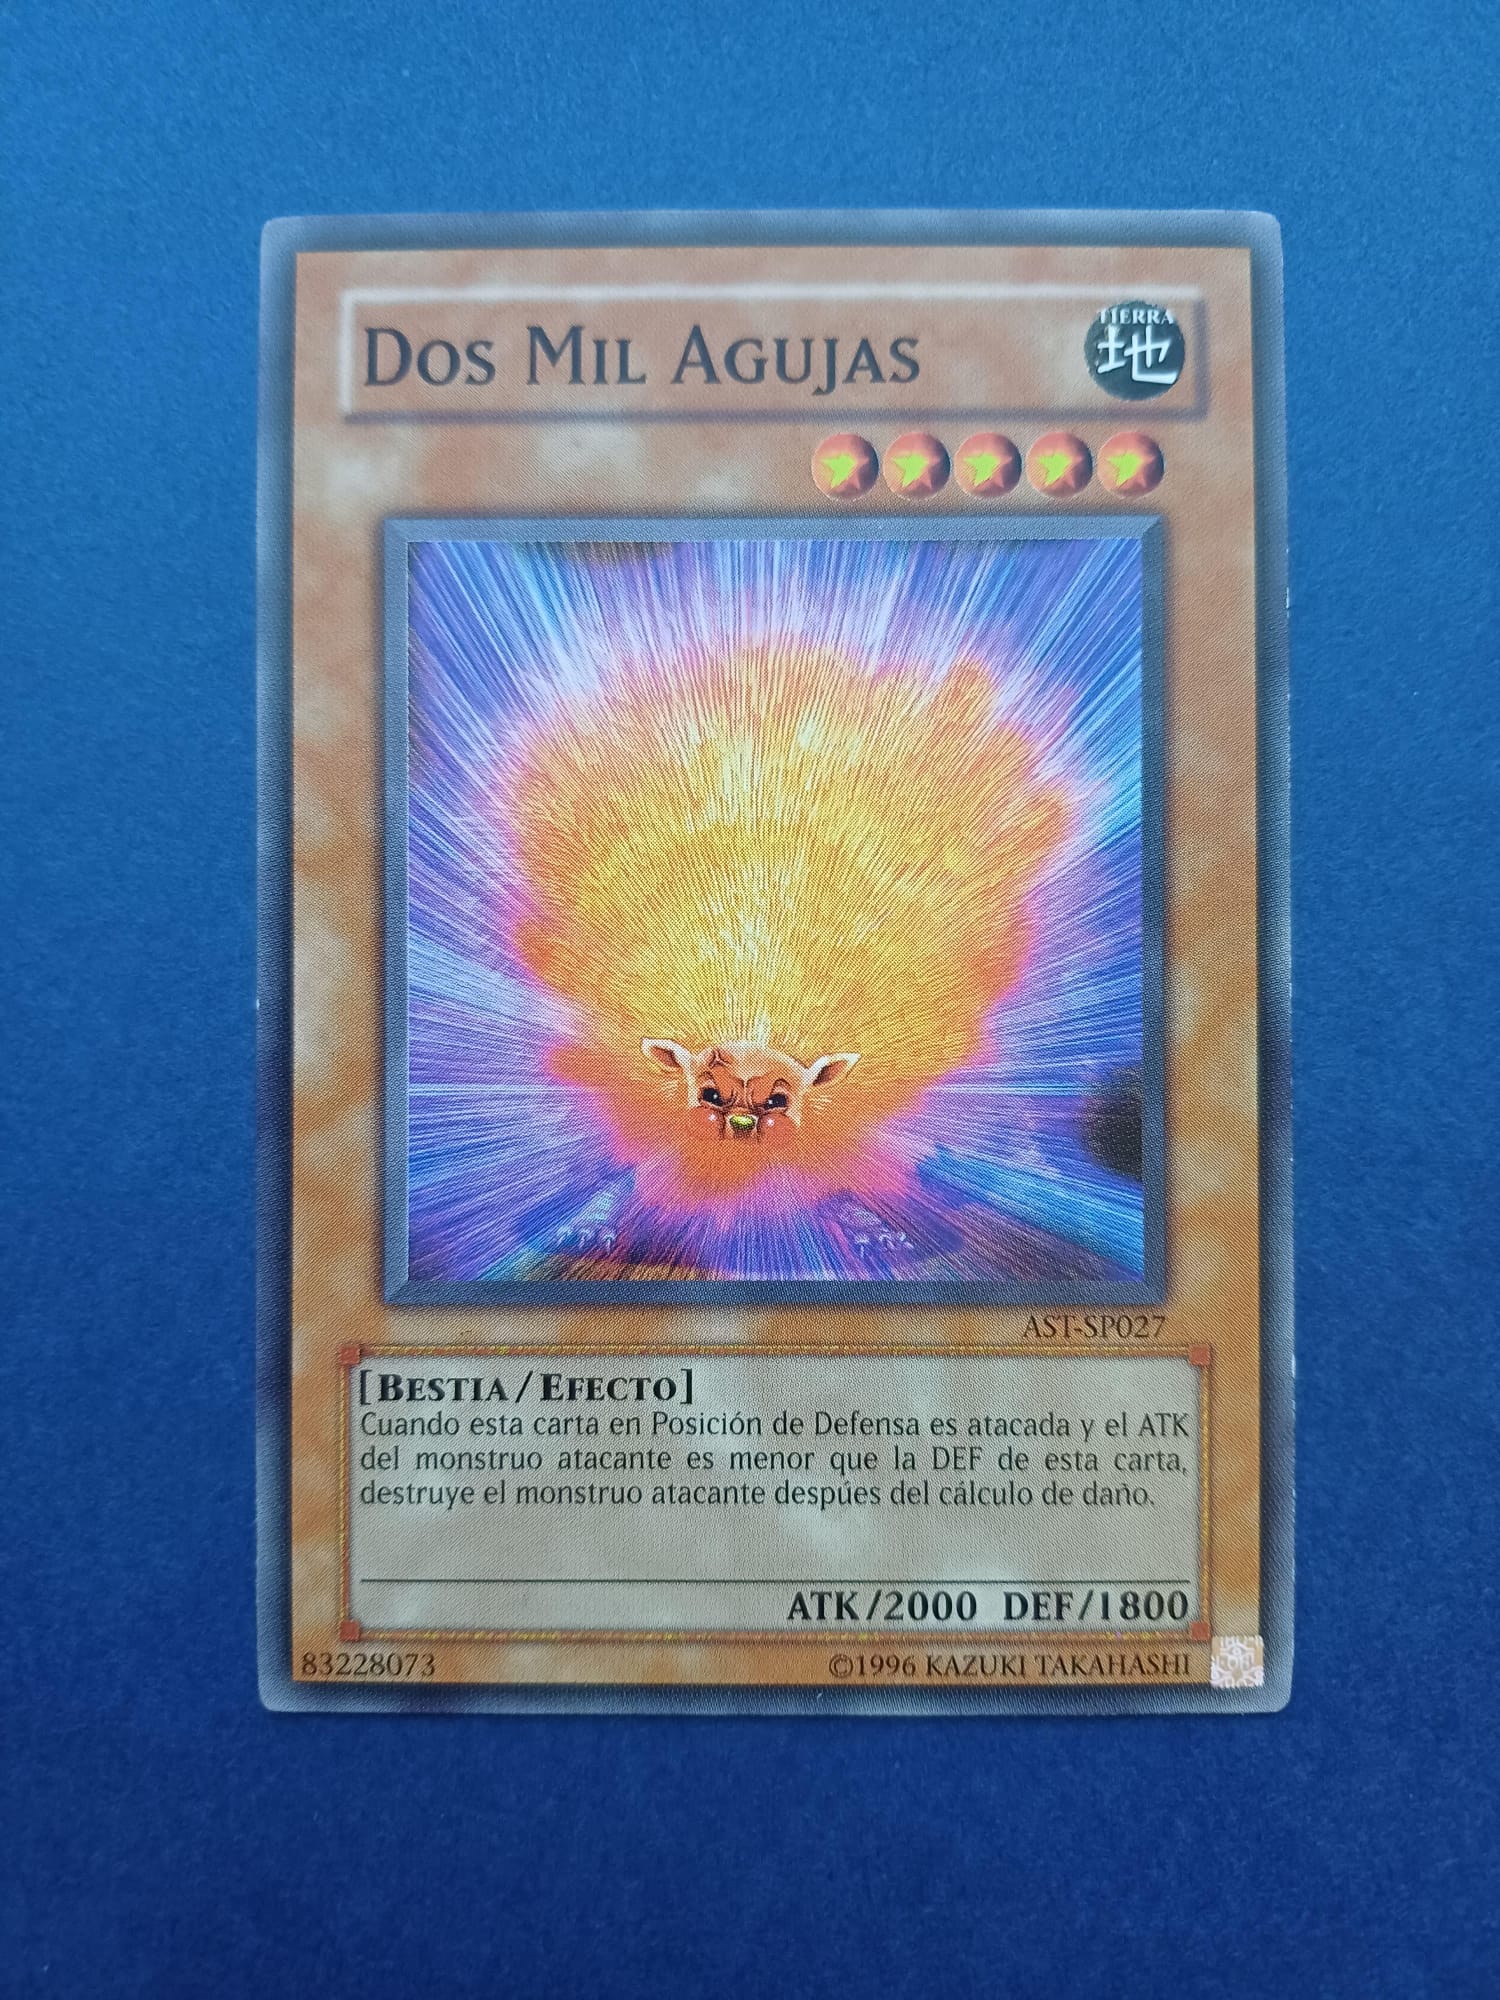 Dos Mil Agujas
TIERRA
地
AST-SP027
[Bestia/Efecto]
Cuando esta carta en Posición de Defensa es atacada y el ATK
del monstruo atacante es menor que la DEF de esta carta,
destruye el monstruo atacante despúes del cálculo de daño.
ATK/2000 DEF/1800
83228073
©1996 KAZUKI TAKAHASHI